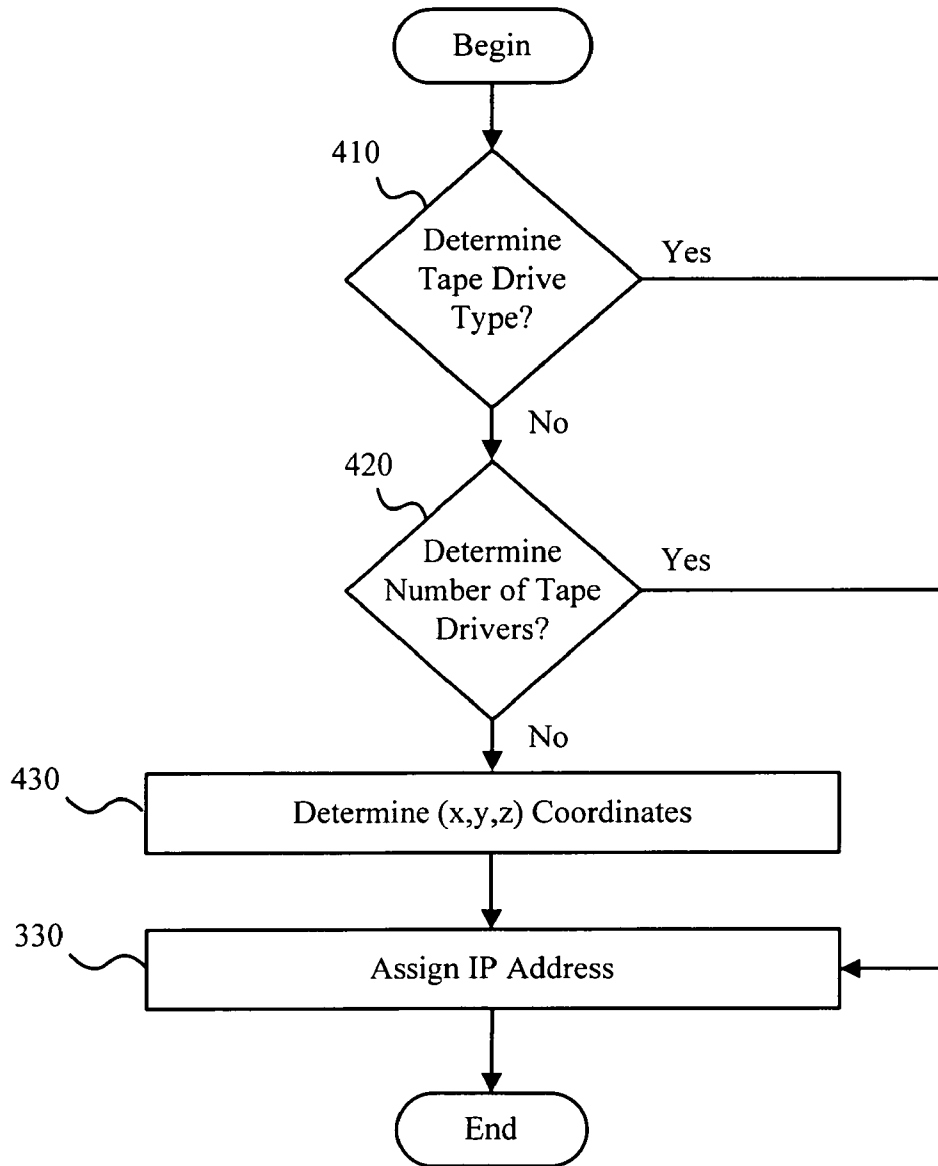 Begin
410
Determine
Tape Drive
Type?
Yes
No
420
Determine
Number of Tape
Drivers?
Yes
No
430
Determine (x,y,z) Coordinates
330
Assign IP Address
End